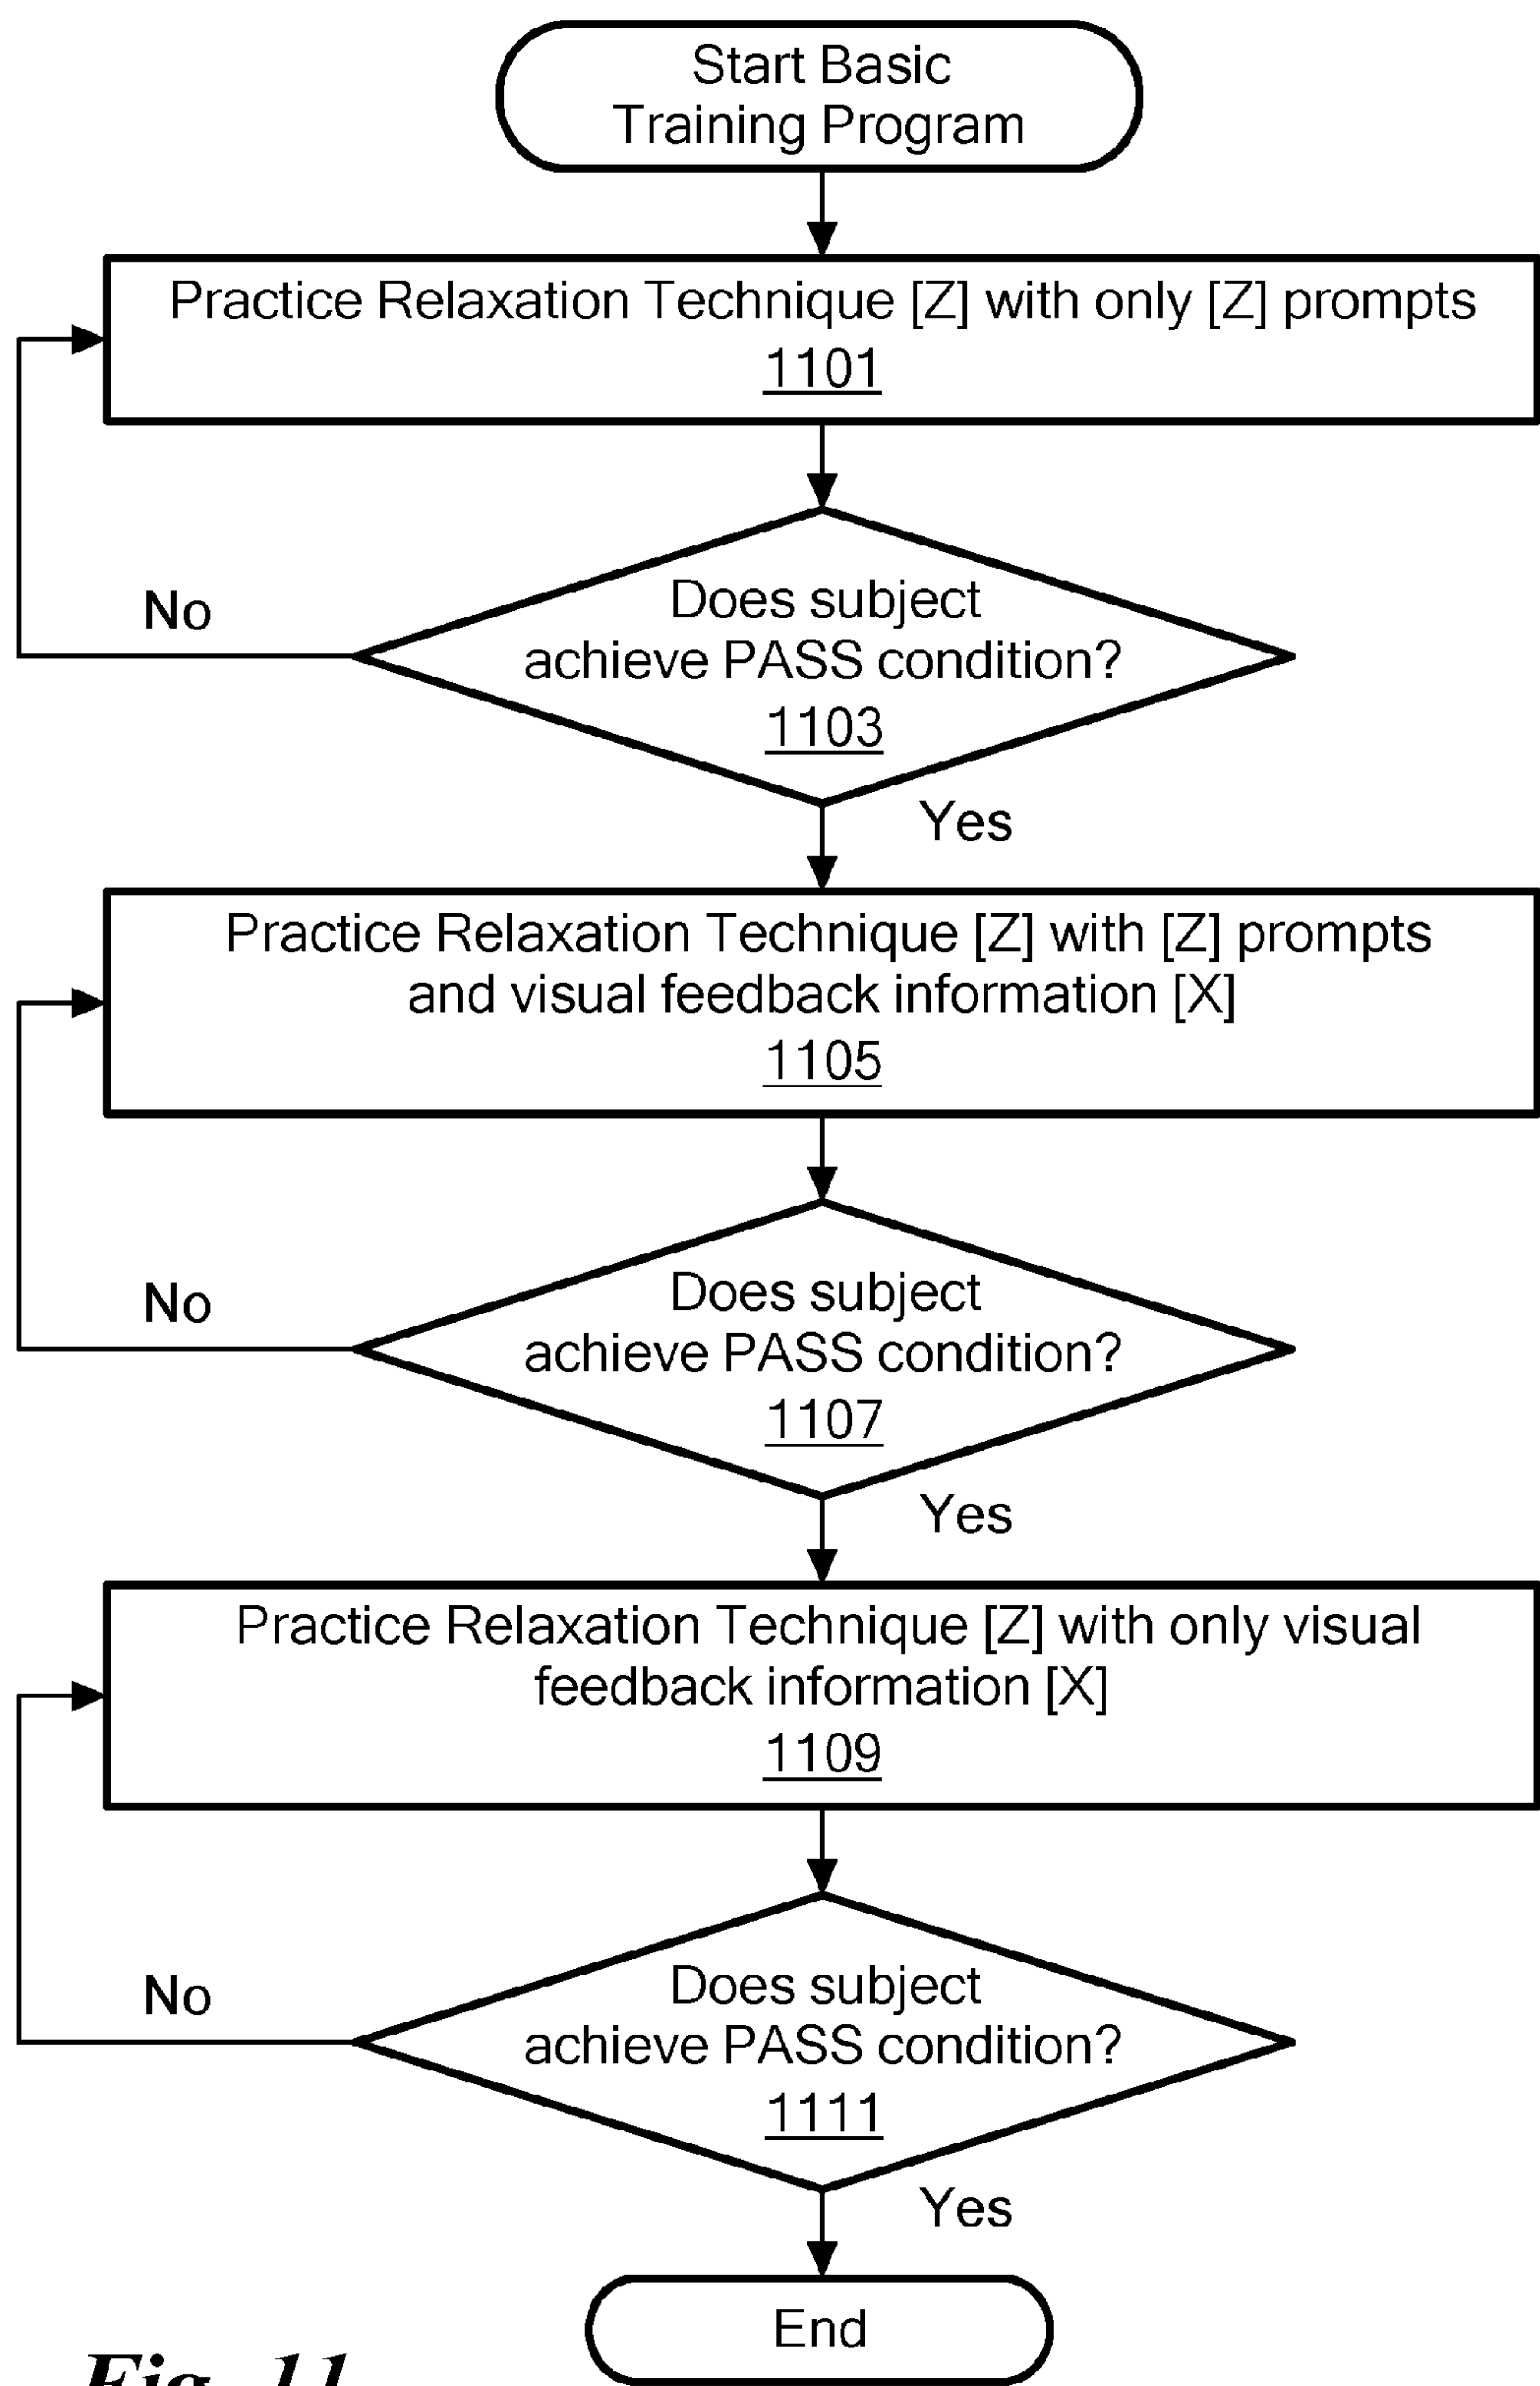 Start Basic
Training Program
Practice Relaxation Technique [Z] with only [Z] prompts
1101
Does subject
achieve PASS condition?
1103
No
Yes
Practice Relaxation Technique [Z] with [Z] prompts
and visual feedback information [X]
1105
Does subject
achieve PASS condition?
1107
No
Yes
Practice Relaxation Technique [Z] with only visual
feedback information [X]
1109
Does subject
achieve PASS condition?
1111
No
Yes
End
Fig. 11